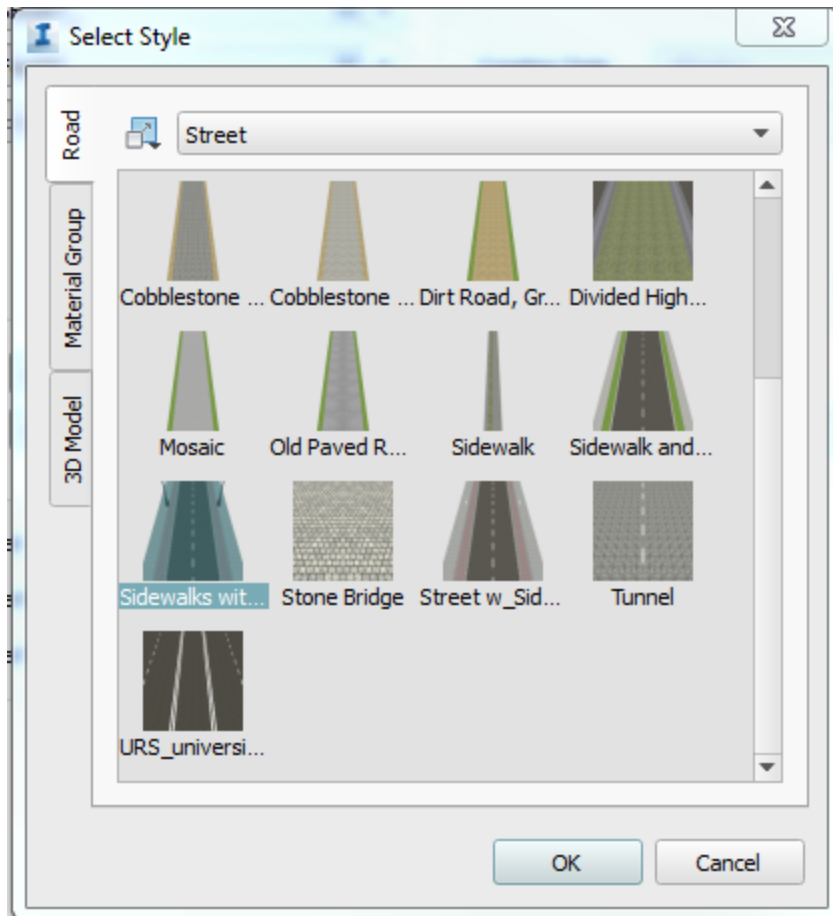 Select Style
Road
Material Group
3D Model
Street
Cobblestone ... Cobblestone ... Dirt Road, Gr... Divided High...
Mosaic Old Paved R... Sidewalk Sidewalk and...
Sidewalks wit... Stone Bridge Street w_Sid... Tunnel
URS_universi...
OK Cancel